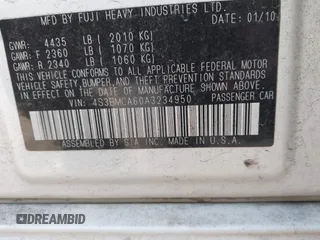 MFD BY FUJI HEAVY INDUSTRIES LTD.
DATE: 01/10
GVWR: 4435 LB ( 2010 KG)
GAWR: F 2360 LB ( 1070 KG)
GAWR: R 2340 LB ( 1060 KG)
THIS VEHICLE CONFORMS TO ALL APPLICABLE FEDERAL MOTOR
VEHICLE SAFETY, BUMPER, AND THEFT PREVENTION STANDARDS IN EFFECT ON THE
DATE OF MANUFACTURE SHOWN ABOVE.
VIN: 4S3BMCA60A3234950 PASSENGER CAR
ASSEMBLED BY SIA INC. MADE IN U.S.A.
DREAMBID